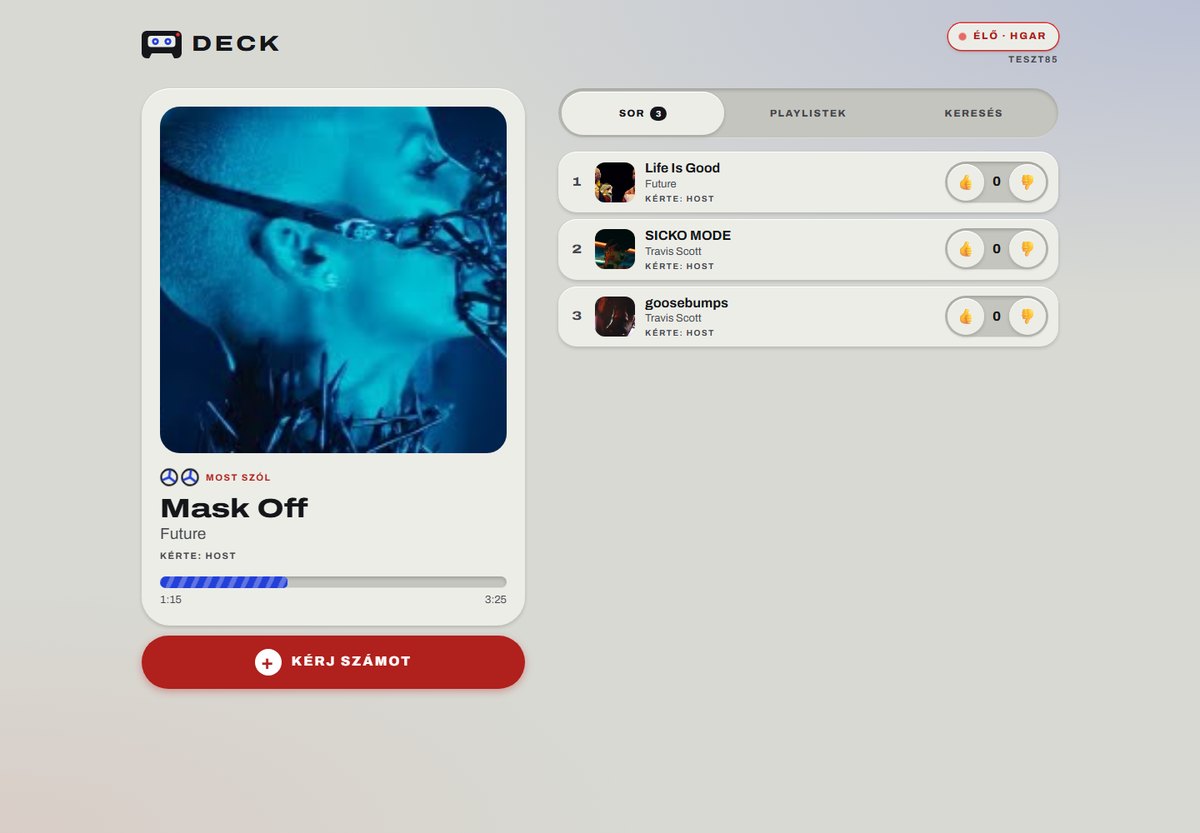 DECK
ÉLŐ · HGAR
TESZT85
MOST SZÓL
Mask Off
Future
KÉRTE: HOST
1:15 3:25
+ KÉRJ SZÁMOT
SOR 3 PLAYLISTEK KERESÉS
1
Life Is Good
Future
KÉRTE: HOST
0
2
SICKO MODE
Travis Scott
KÉRTE: HOST
0
3
goosebumps
Travis Scott
KÉRTE: HOST
0